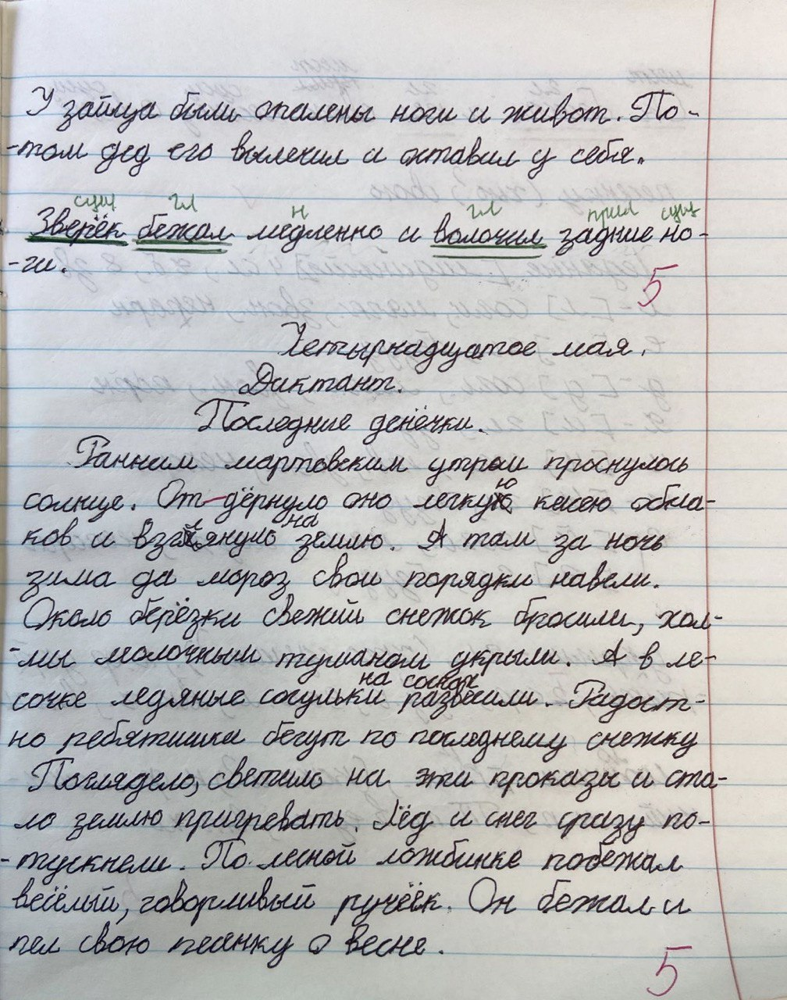 У зайца были опалены ноги и живот. По-
-том дед его вылечил и оставил у себя.
сущ гл н гл прил сущ
Зверёк бежал медленно и волочил задние но-
-ги.
5
Четырнадцатое мая.
Диктант.
Последние денёчки.
Ранним мартовским утром проснулось
солнце. От-дёрнуло оно легкую кисею обла-
ков и взглянуло на землю. А там за ночь
зима да мороз свои порядки навели.
Около берёзки свежий снежок бросили, хол-
-мы молочным туманом укрыли. А в ле-
сочке ледяные сосульки на соснах развесили. Радост-
но ребятишки бегут по последнему снежку
Поглядело, светило на эти проказы и ста-
ло землю пригревать. Лёд и снег сразу по-
-тускнели. По лесной ложбинке побежал
весёлый, говорливый ручеёк. Он бежал и
пел свою песенку о весне.
5